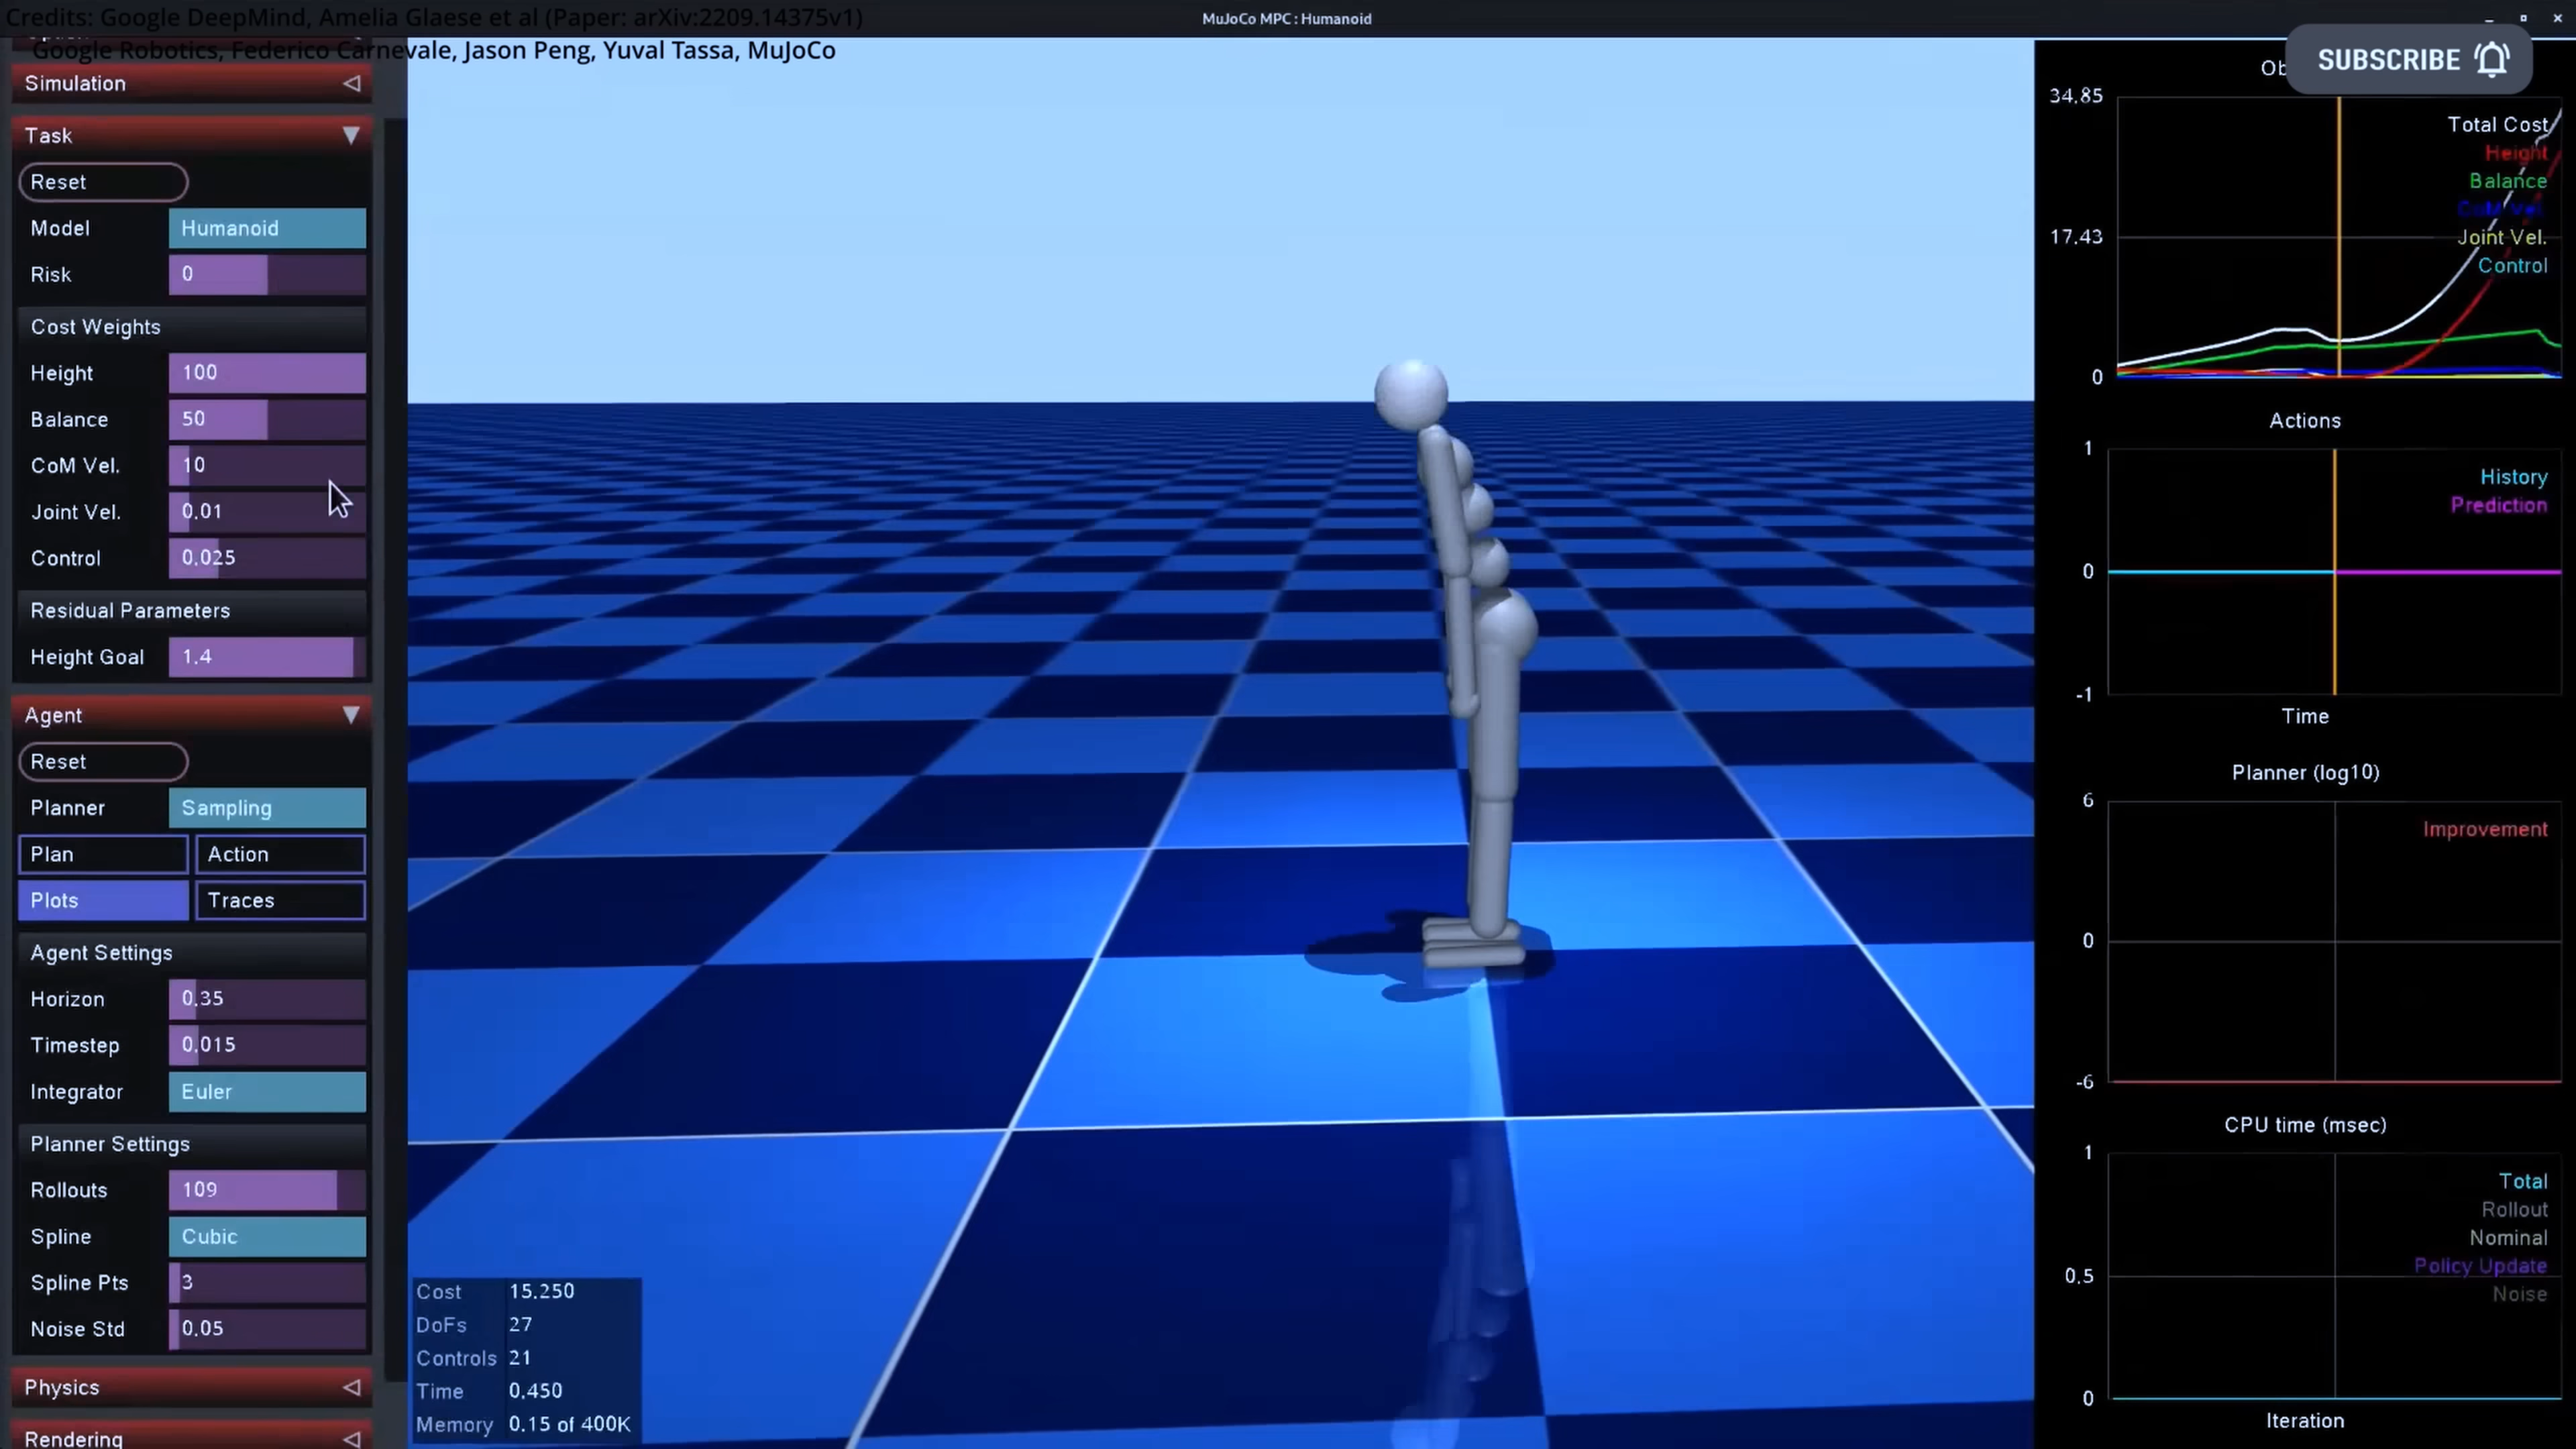 Credits: Google DeepMind, Amelia Glaese et al (Paper: arXiv:2209.14375v1)
Google Robotics, Federico Carnevale, Jason Peng, Yuval Tassa, MuJoCo
MuJoCo MPC : Humanoid
SUBSCRIBE
Simulation
Task
Reset
Model Humanoid
Risk 0
Cost Weights
Height 100
Balance 50
CoM Vel. 10
Joint Vel. 0.01
Control 0.025
Residual Parameters
Height Goal 1.4
Agent
Reset
Planner Sampling
Plan Action
Plots Traces
Agent Settings
Horizon 0.35
Timestep 0.015
Integrator Euler
Planner Settings
Rollouts 109
Spline Cubic
Spline Pts 3
Noise Std 0.05
Physics
Rendering
Cost 15.250
DoFs 27
Controls 21
Time 0.450
Memory 0.15 of 400K
34.85
Total Cost
Height
Balance
CoM Vel.
17.43
Joint Vel.
Control
0
Actions
1
History
Prediction
0
-1
Time
Planner (log10)
6
Improvement
0
-6
CPU time (msec)
1
Total
Rollout
Nominal
Policy Update
0.5
Noise
0
Iteration